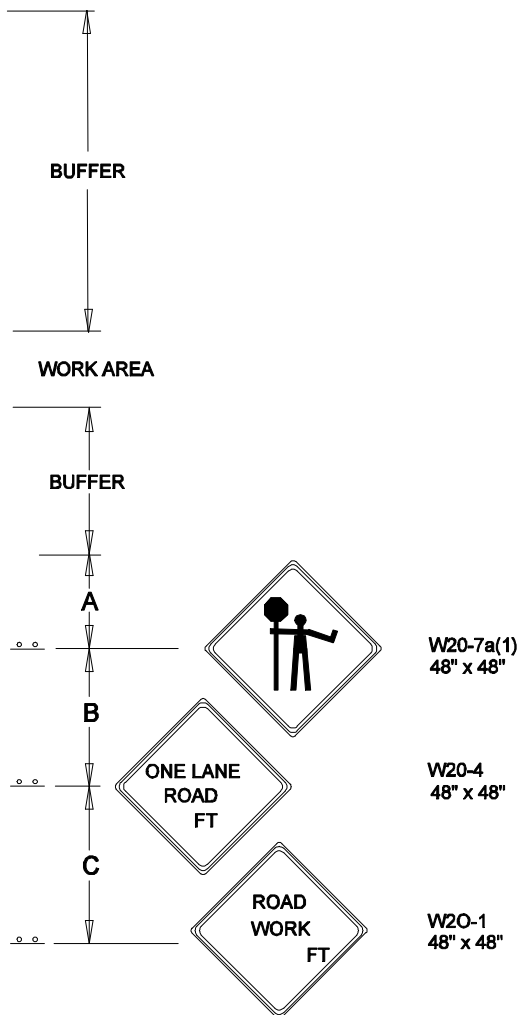 BUFFER
WORK AREA
BUFFER
A
W20-7a(1)
48" x 48"
B
ONE LANE
ROAD
FT
W20-4
48" x 48"
C
ROAD
WORK
FT
W2O-1
48" x 48"